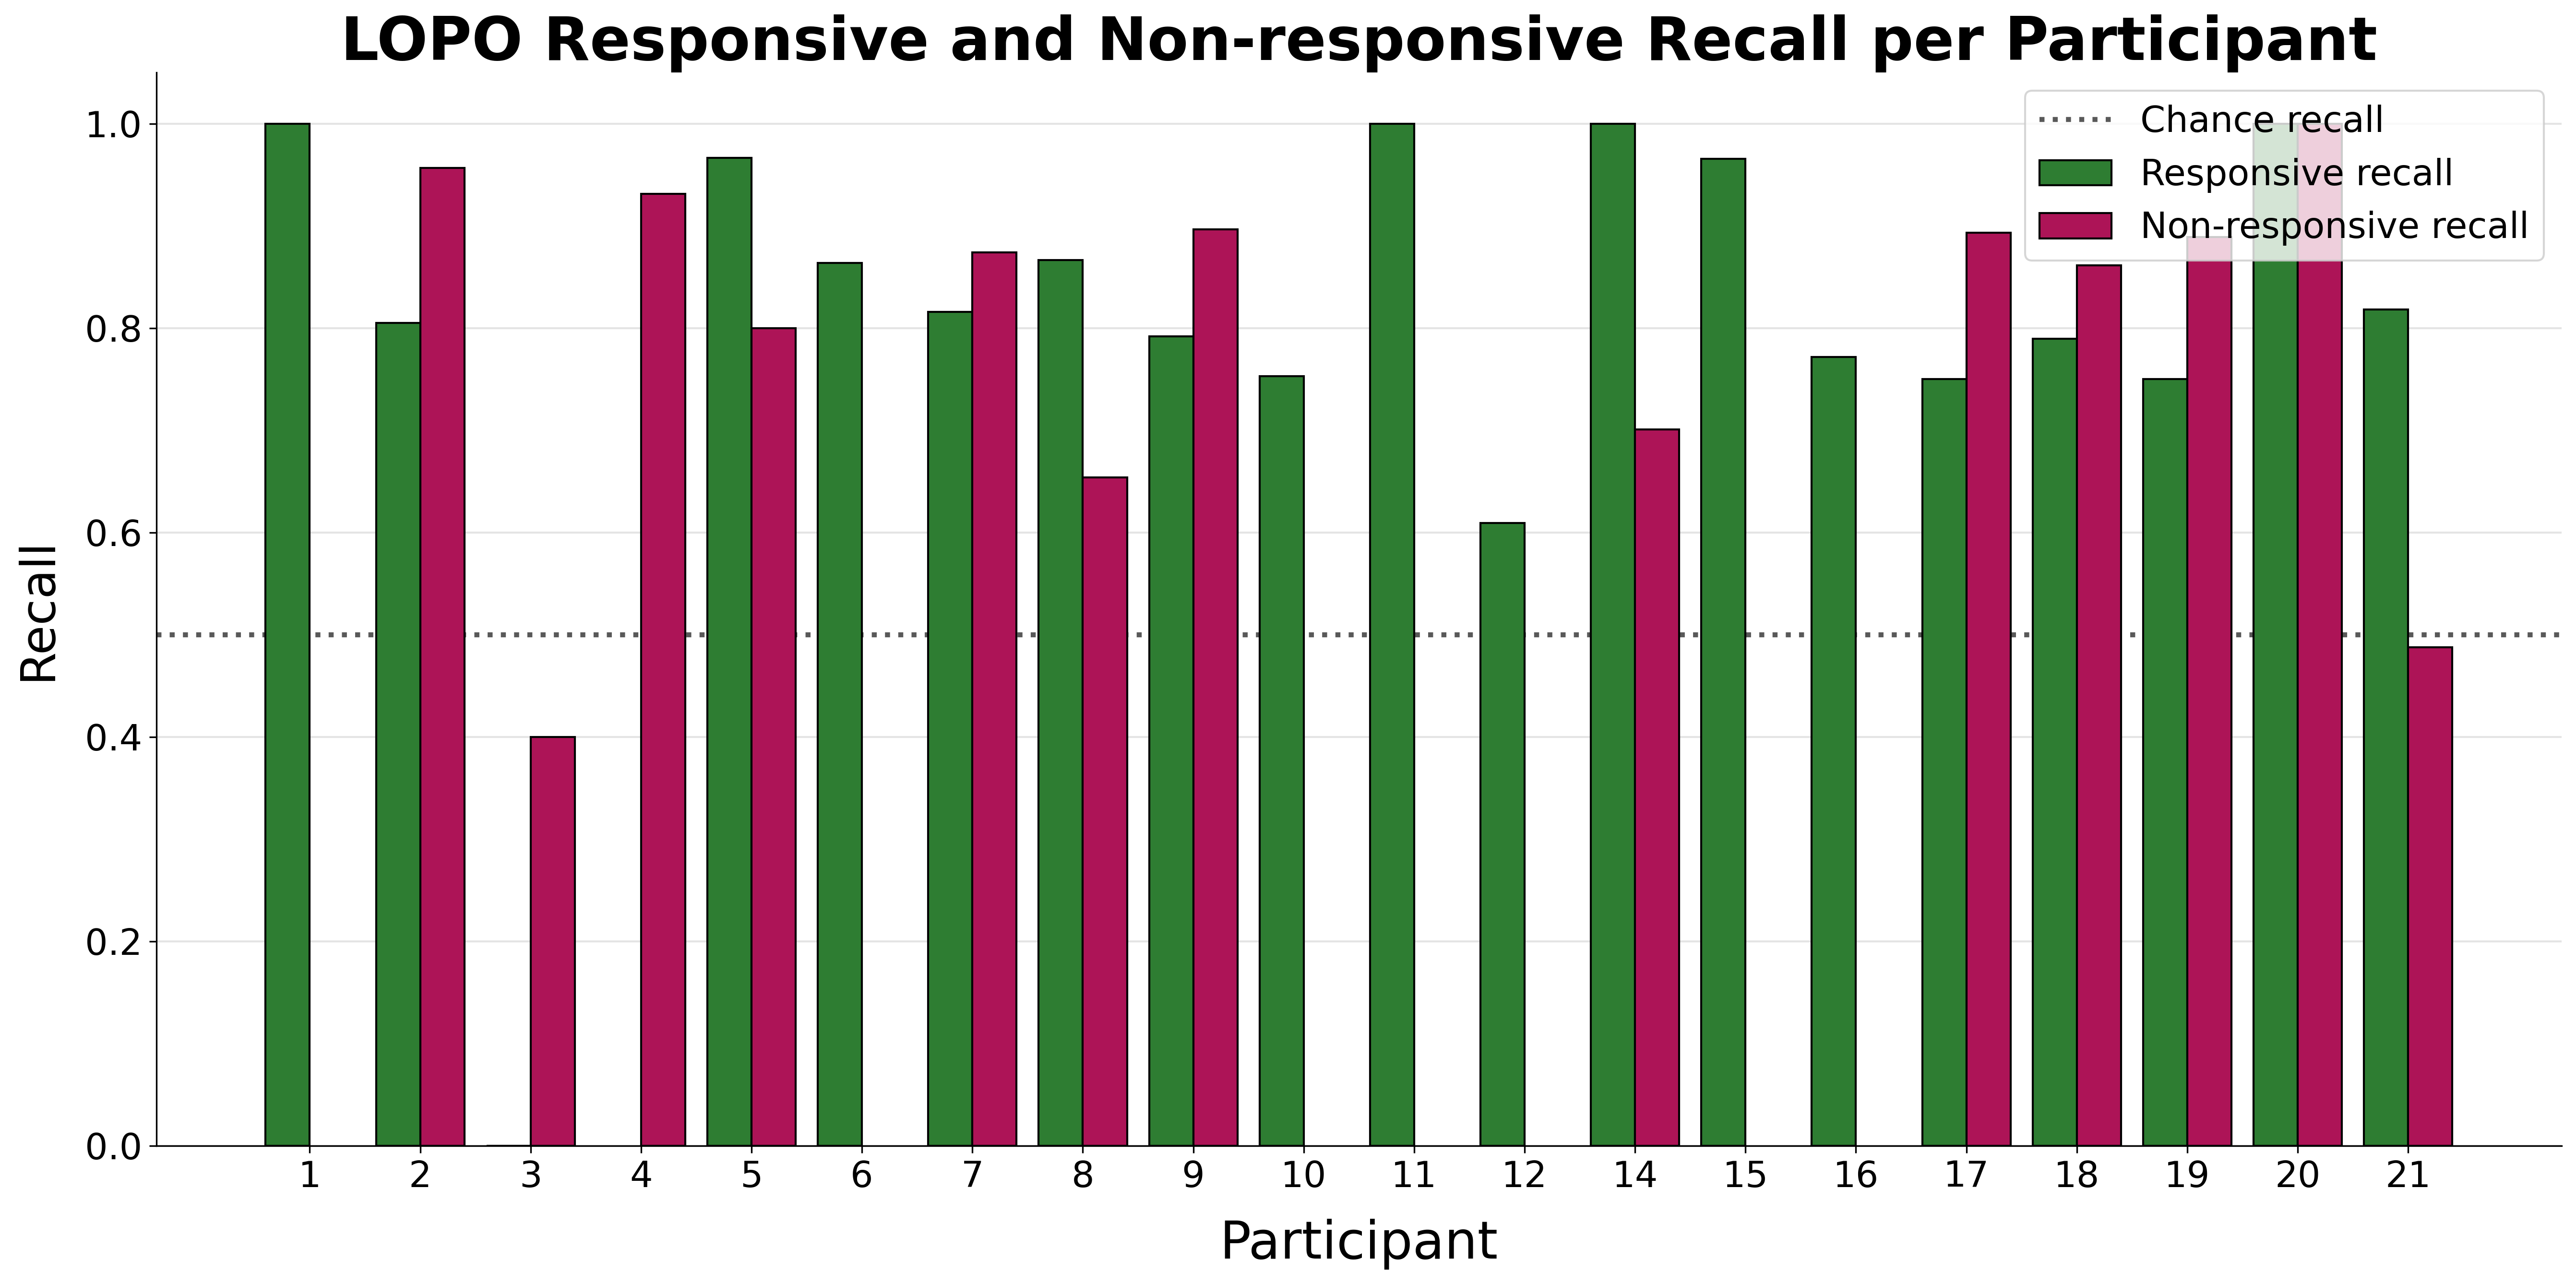 LOPO Responsive and Non-responsive Recall per Participant
Chance recall
Responsive recall
Non-responsive recall
1.0
0.8
0.6
0.4
0.2
0.0
Recall
1 2 3 4 5 6 7 8 9 10 11 12 14 15 16 17 18 19 20 21
Participant